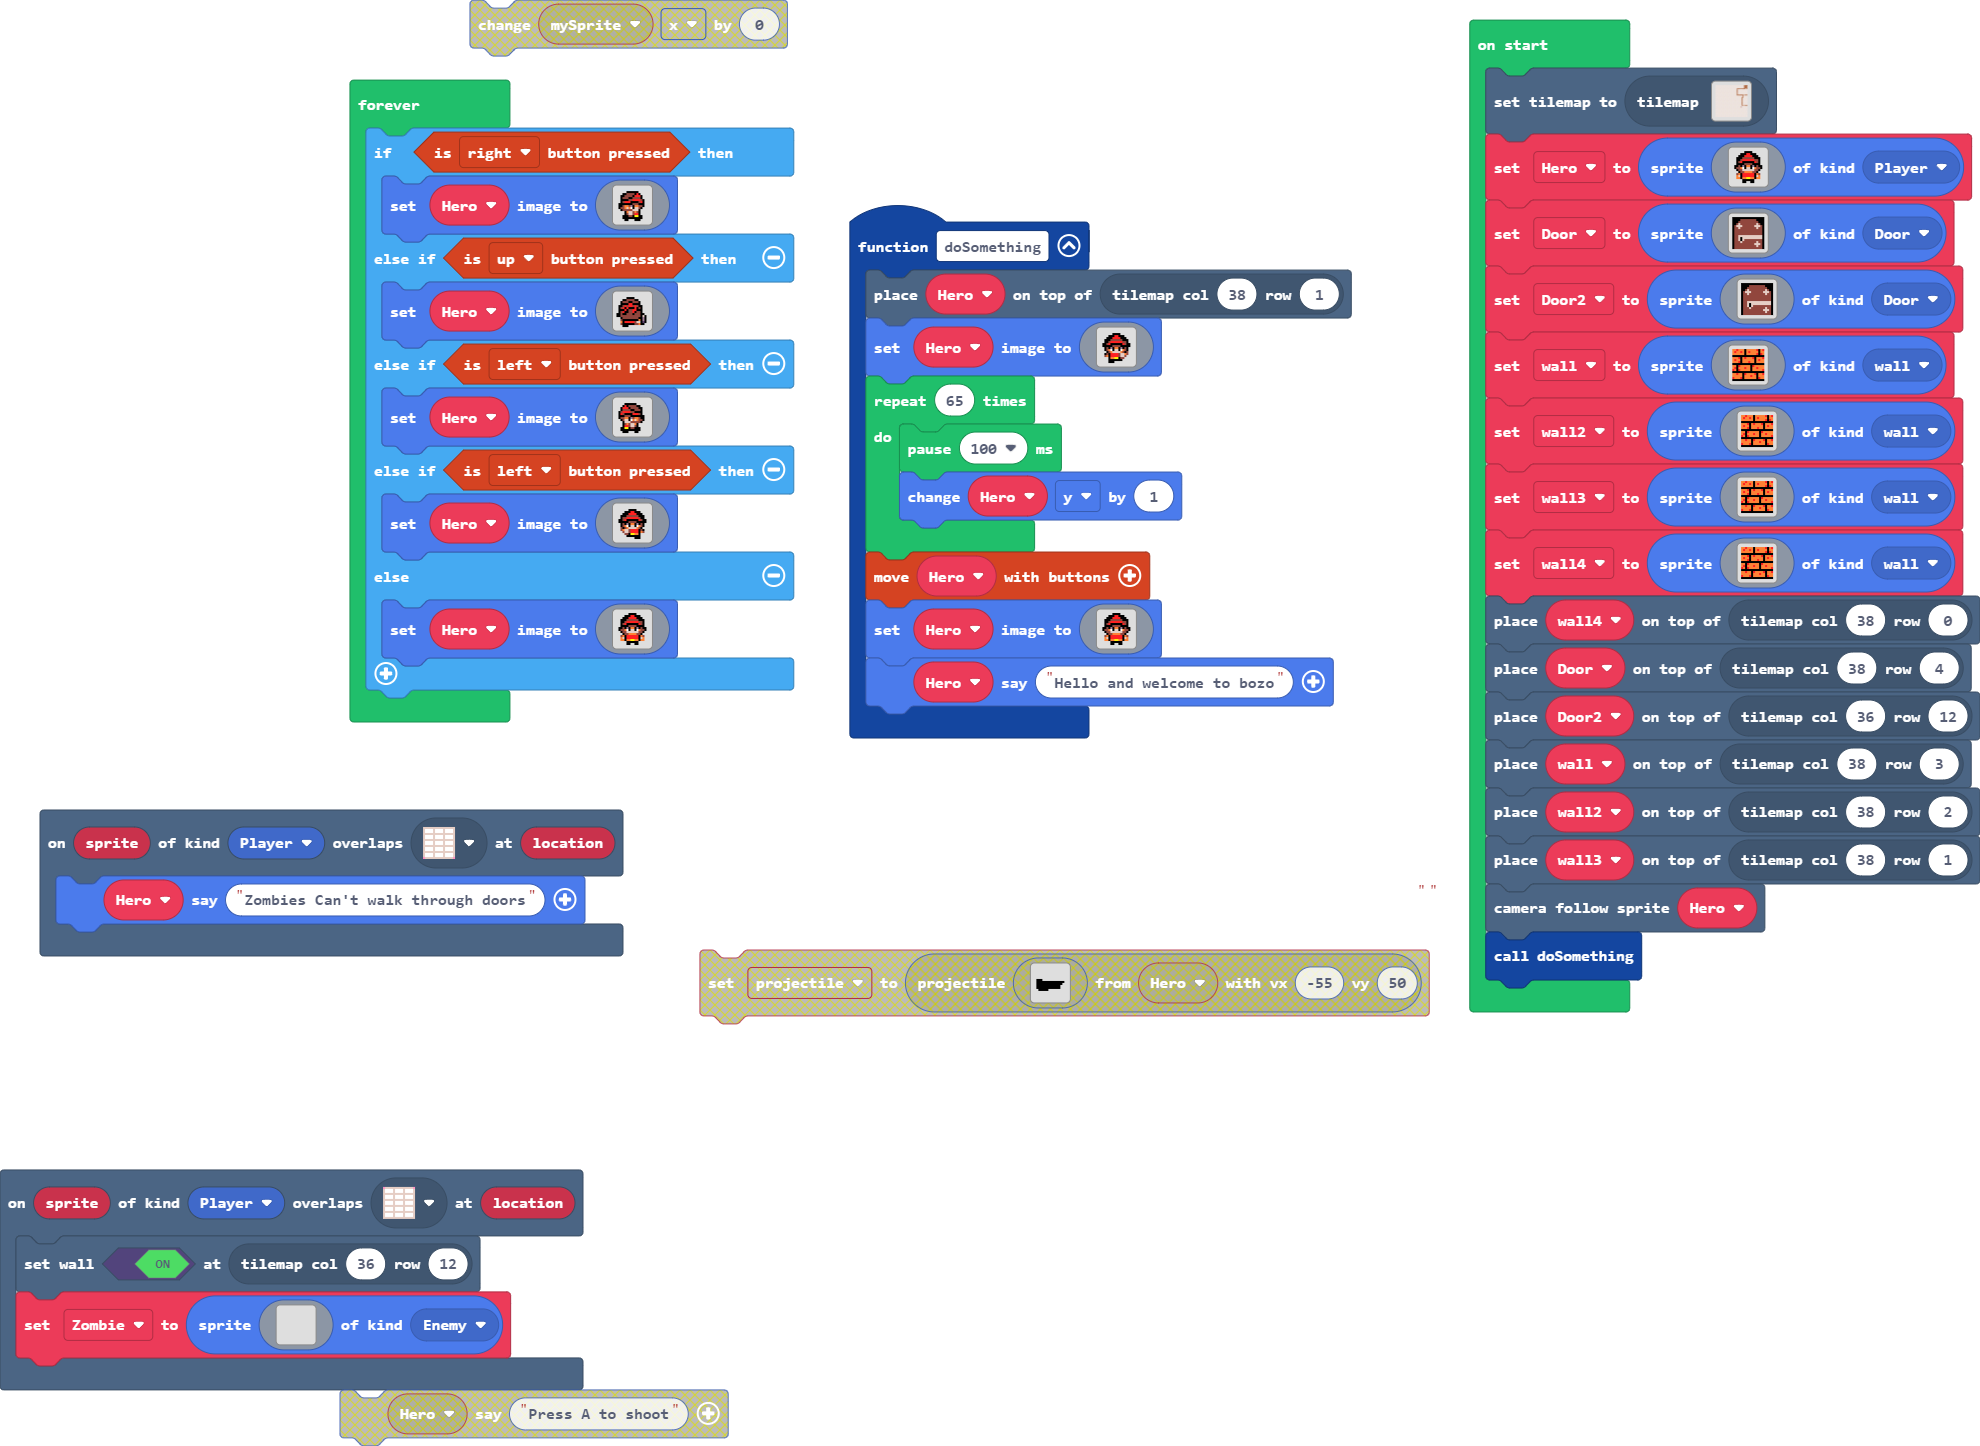 change mySprite x by 0
forever
if is right button pressed then
set Hero image to
else if is up button pressed then
set Hero image to
else if is left button pressed then
set Hero image to
else if is left button pressed then
set Hero image to
else
set Hero image to
function doSomething
place Hero on top of tilemap col 38 row 1
set Hero image to
repeat 65 times
do
pause 100 ms
change Hero y by 1
move Hero with buttons
set Hero image to
Hero say "Hello and welcome to bozo"
on start
set tilemap to tilemap
set Hero to sprite of kind Player
set Door to sprite of kind Door
set Door2 to sprite of kind Door
set wall to sprite of kind wall
set wall2 to sprite of kind wall
set wall3 to sprite of kind wall
set wall4 to sprite of kind wall
place wall4 on top of tilemap col 38 row 0
place Door on top of tilemap col 38 row 4
place Door2 on top of tilemap col 36 row 12
place wall on top of tilemap col 38 row 3
place wall2 on top of tilemap col 38 row 2
place wall3 on top of tilemap col 38 row 1
camera follow sprite Hero
call doSomething
on sprite of kind Player overlaps at location
Hero say "Zombies Can't walk through doors"
" "
set projectile to projectile from Hero with vx -55 vy 50
on sprite of kind Player overlaps at location
set wall ON at tilemap col 36 row 12
set Zombie to sprite of kind Enemy
Hero say "Press A to shoot"